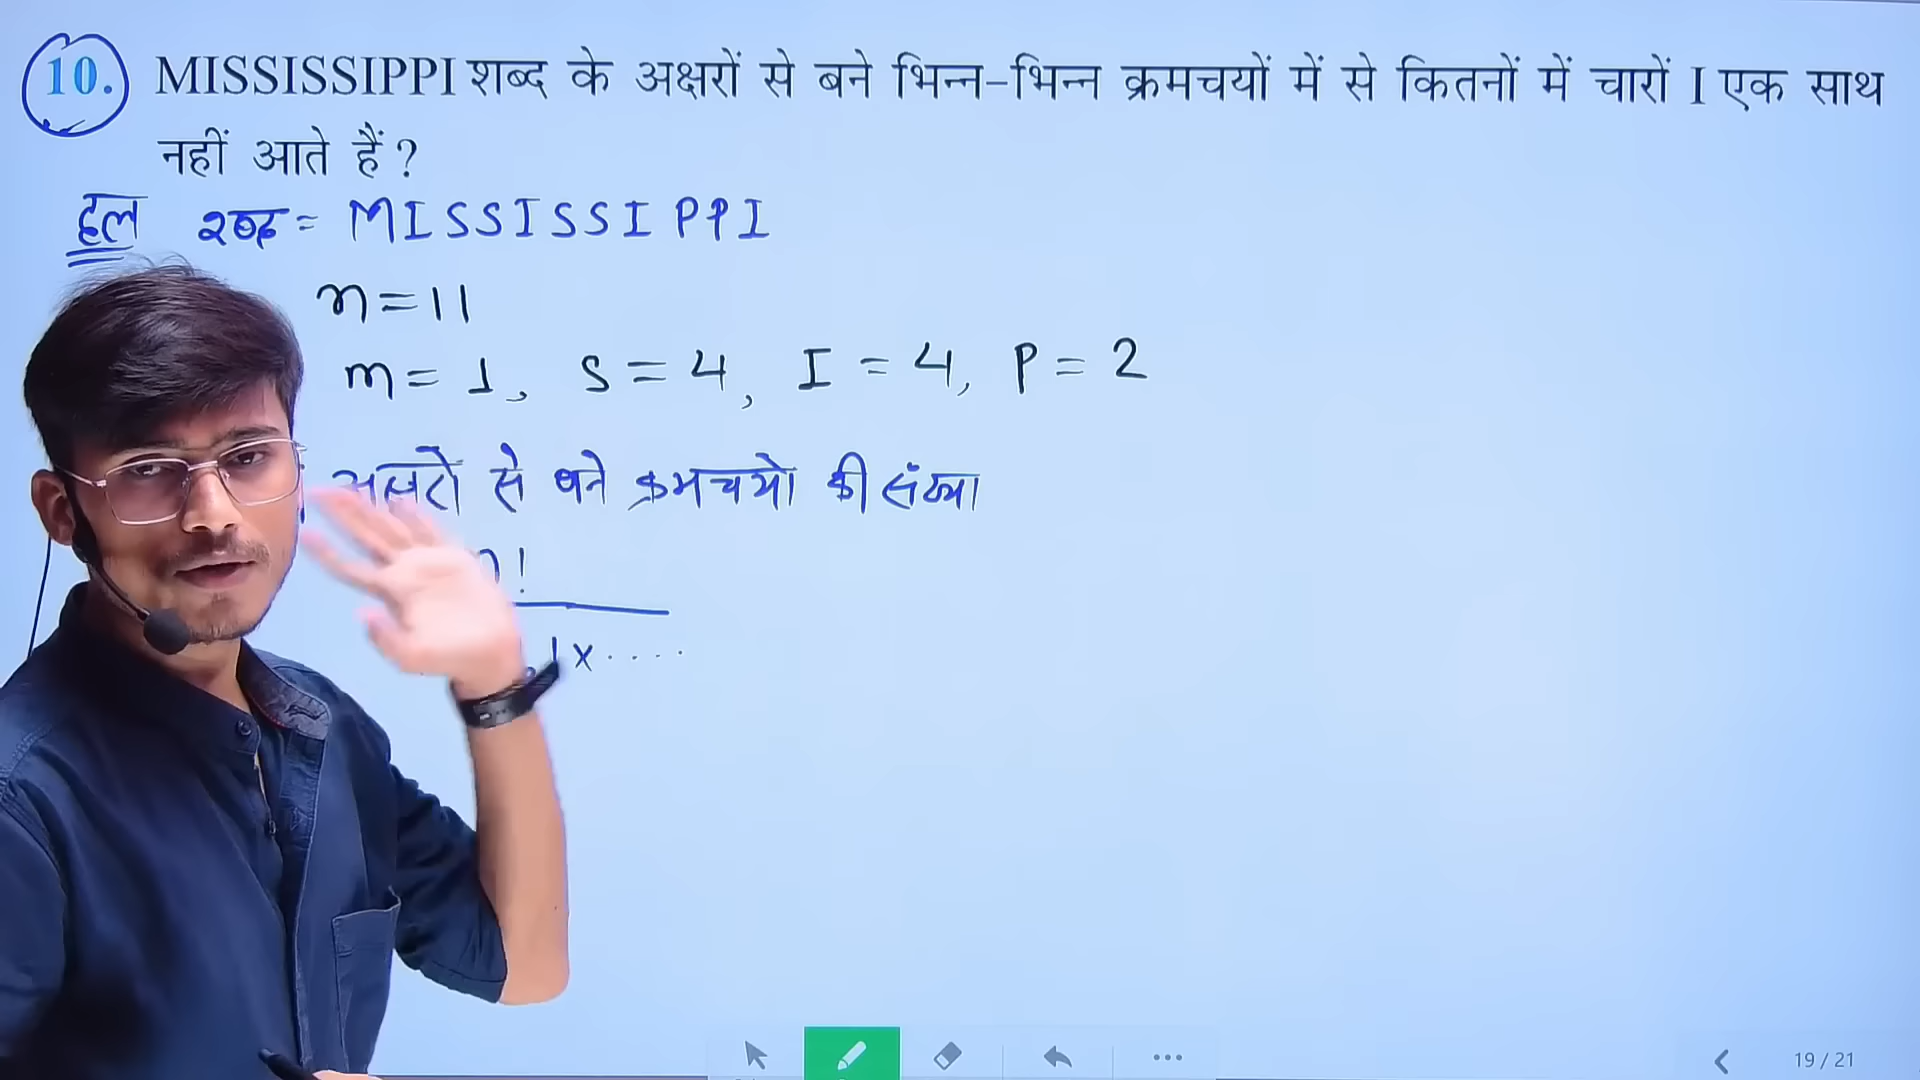 10. MISSISSIPPI शब्द के अक्षरों से बने भिन्न-भिन्न क्रमचयों में से कितनों में चारों I एक साथ
नहीं आते हैं ?
हल शब्द = MISSISSIPPI
n = 11
m = 1, S = 4, I = 4, P = 2
से बने क्रमचयो की संख्या
!
! x . . . .
19 / 21